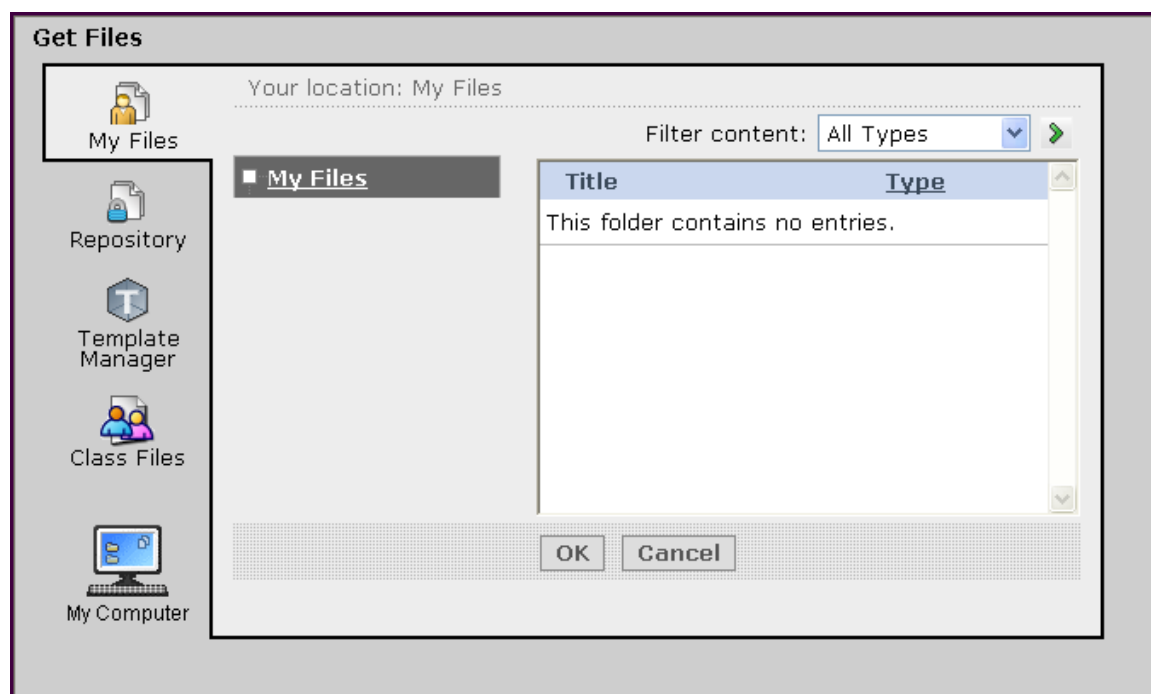 Get Files
My Files
Repository
Template
Manager
Class Files
My Computer
Your location: My Files
Filter content: All Types
My Files
Title Type
This folder contains no entries.
OK Cancel